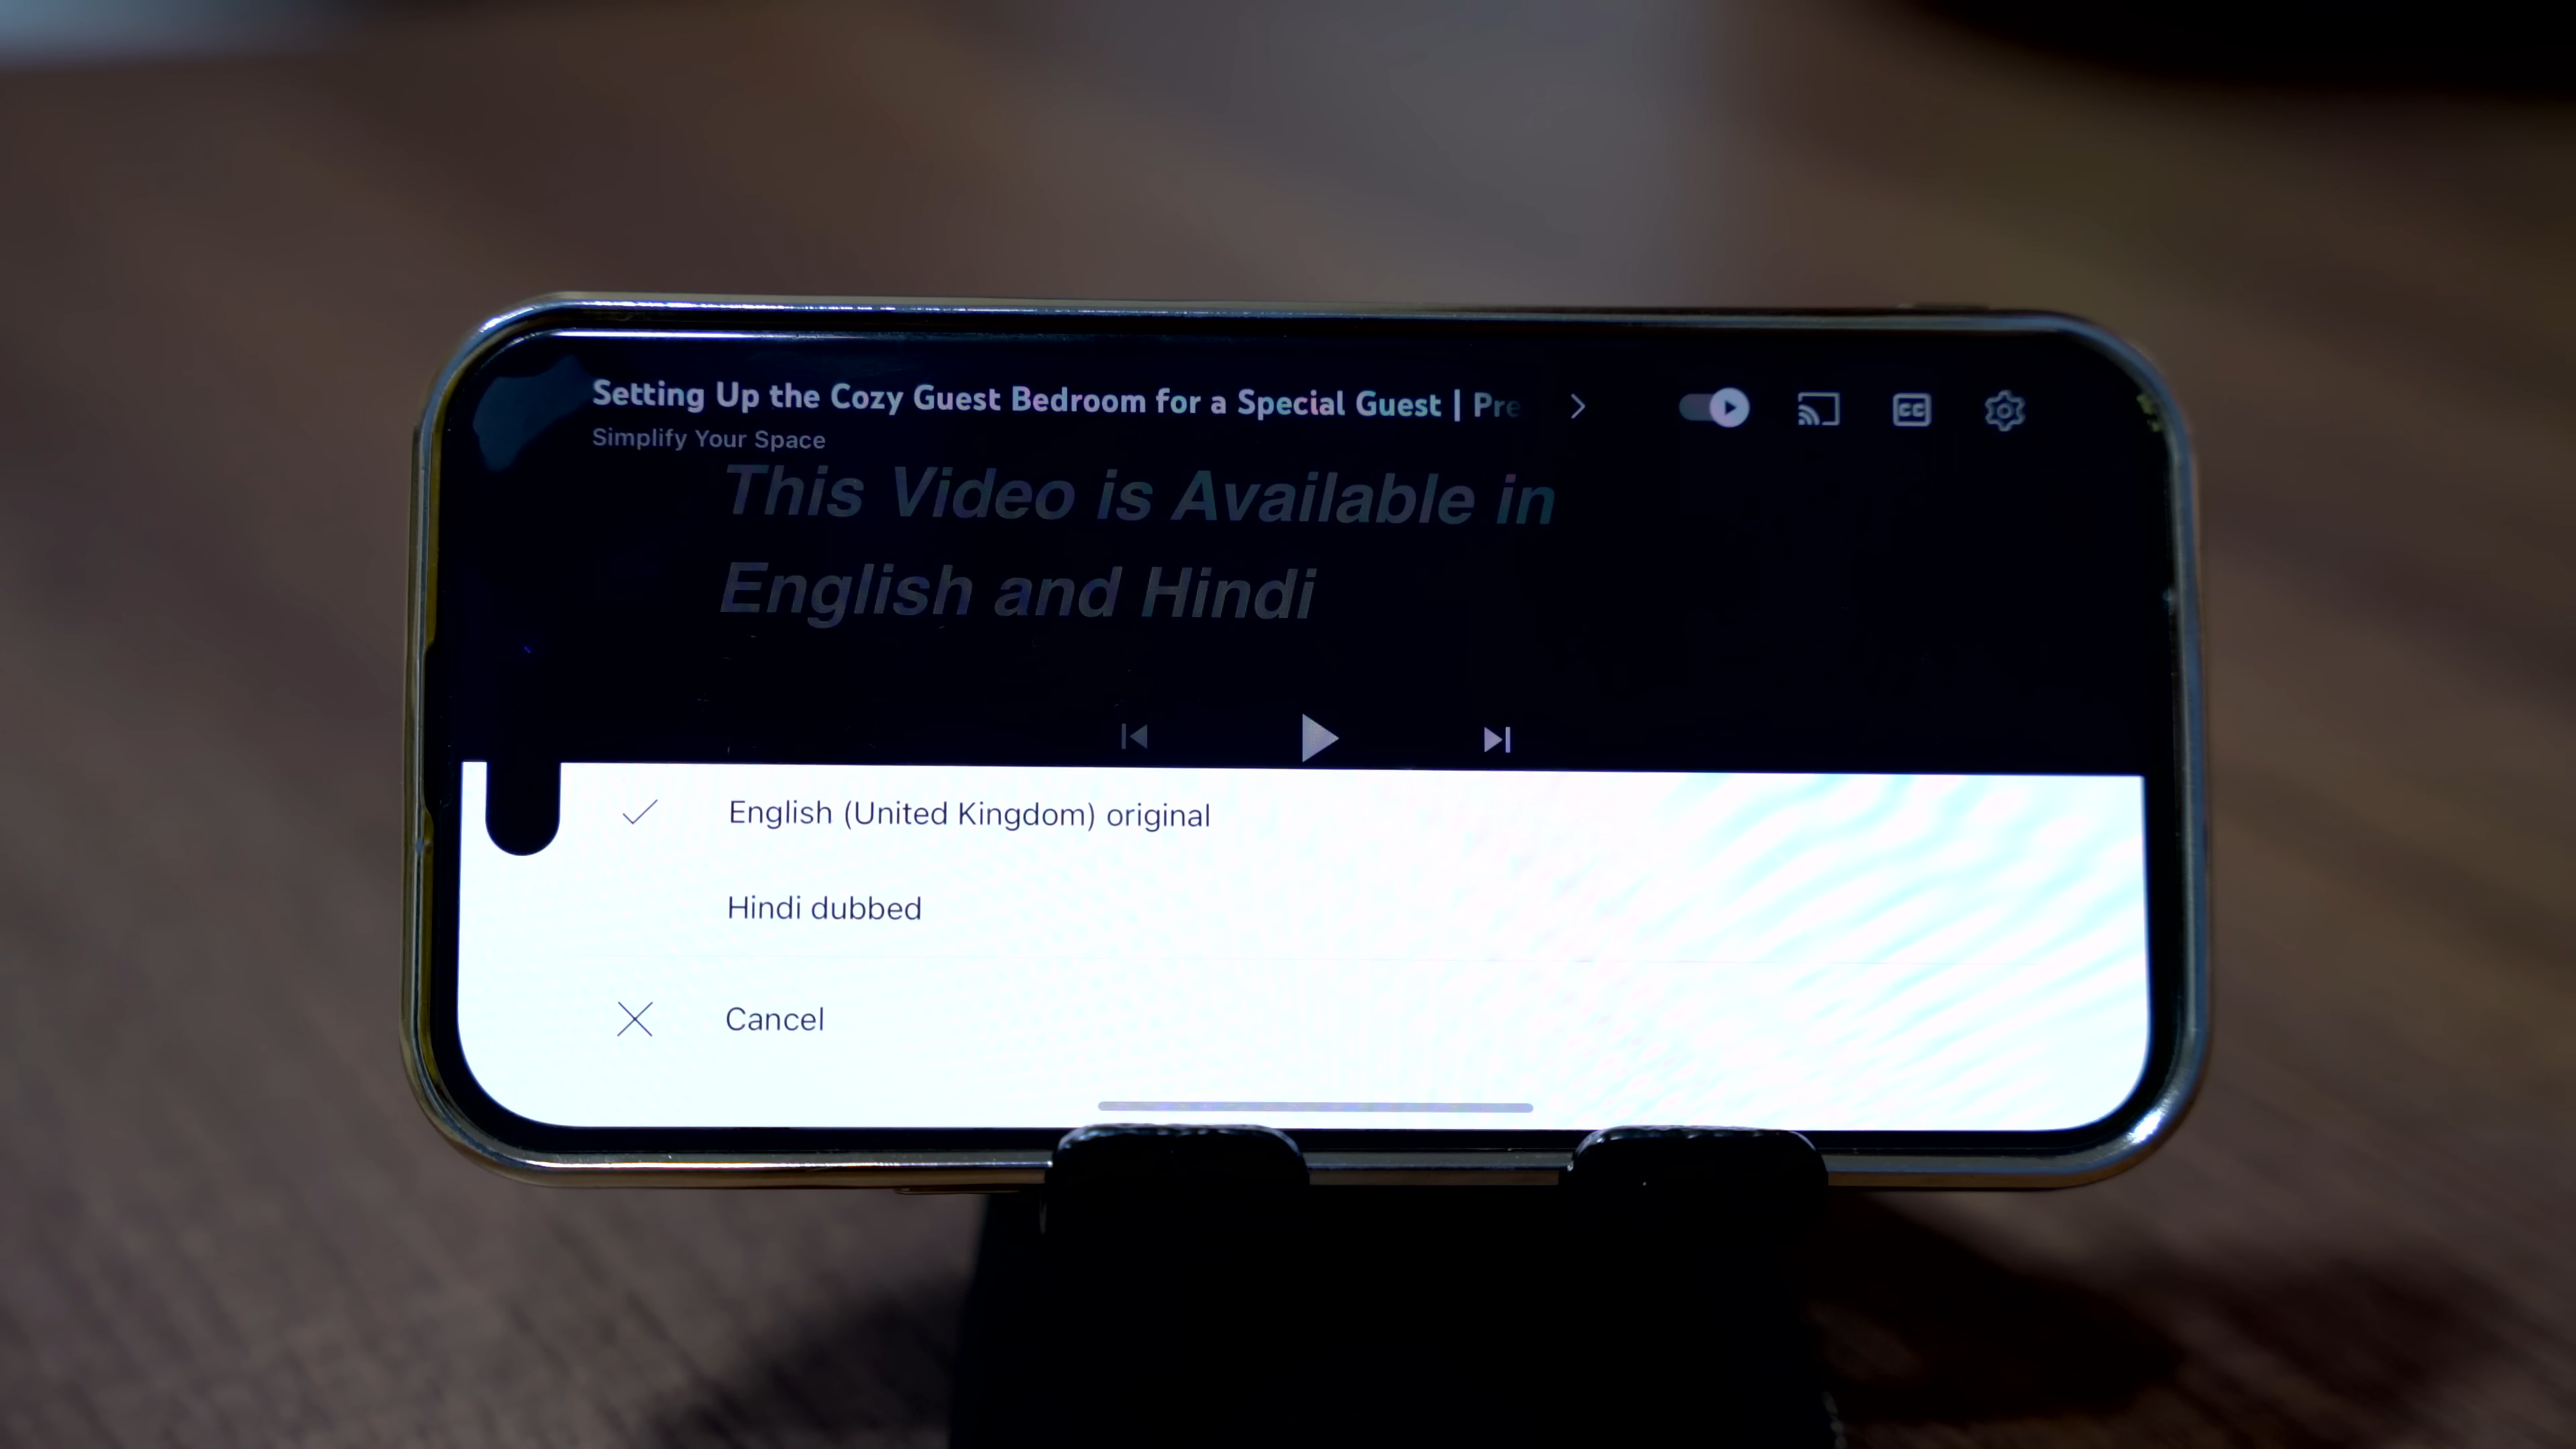 Setting Up the Cozy Guest Bedroom for a Special Guest | Pre
Simplify Your Space
CC
This Video is Available in
English and Hindi
English (United Kingdom) original
Hindi dubbed
Cancel